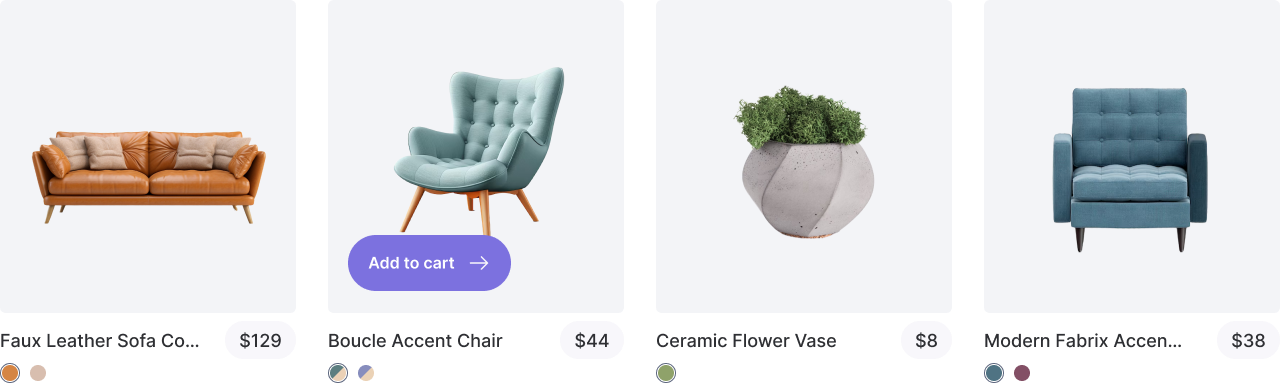 Add to cart
Faux Leather Sofa Co...
$129
Boucle Accent Chair
$44
Ceramic Flower Vase
$8
Modern Fabrix Accen...
$38